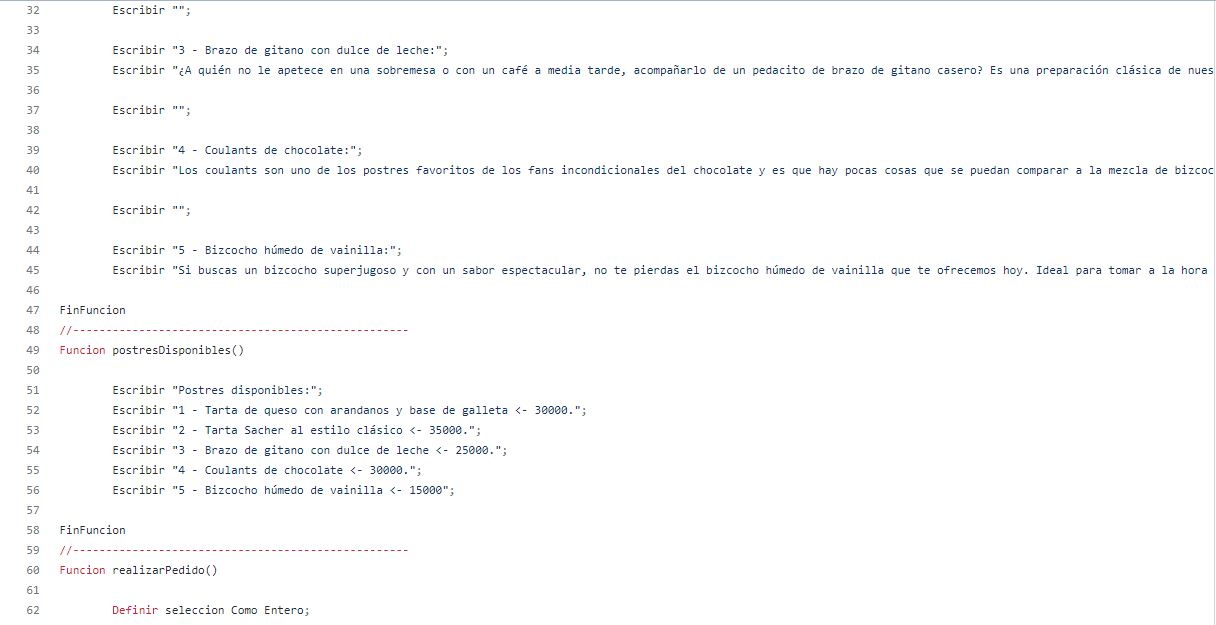 32 Escribir "";
33
34 Escribir "3 - Brazo de gitano con dulce de leche:";
35 Escribir "¿A quién no le apetece en una sobremesa o con un café a media tarde, acompañarlo de un pedacito de brazo de gitano casero? Es una preparación clásica de nues
36
37 Escribir "";
38
39 Escribir "4 - Coulants de chocolate:";
40 Escribir "Los coulants son uno de los postres favoritos de los fans incondicionales del chocolate y es que hay pocas cosas que se puedan comparar a la mezcla de bizcoc
41
42 Escribir "";
43
44 Escribir "5 - Bizcocho húmedo de vainilla:";
45 Escribir "Si buscas un bizcocho superjugoso y con un sabor espectacular, no te pierdas el bizcocho húmedo de vainilla que te ofrecemos hoy. Ideal para tomar a la hora
46
47 FinFuncion
48 //---------------------------------------------------
49 Funcion postresDisponibles()
50
51 Escribir "Postres disponibles:";
52 Escribir "1 - Tarta de queso con arandanos y base de galleta <- 30000.";
53 Escribir "2 - Tarta Sacher al estilo clásico <- 35000.";
54 Escribir "3 - Brazo de gitano con dulce de leche <- 25000.";
55 Escribir "4 - Coulants de chocolate <- 30000.";
56 Escribir "5 - Bizcocho húmedo de vainilla <- 15000";
57
58 FinFuncion
59 //---------------------------------------------------
60 Funcion realizarPedido()
61
62 Definir seleccion Como Entero;